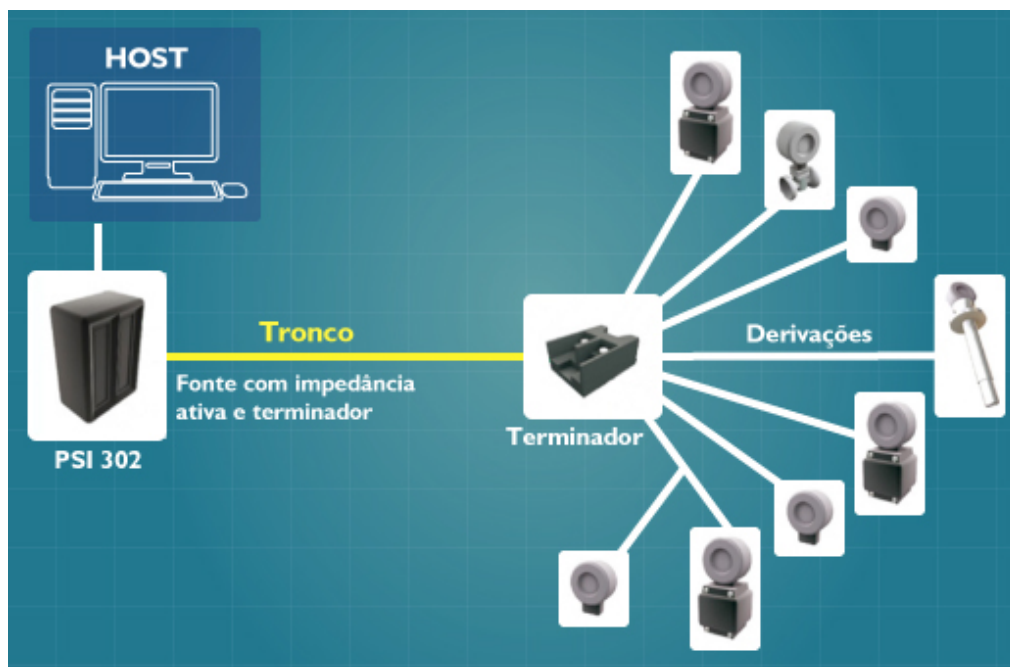 HOST
Tronco
Fonte com impedância
ativa e terminador
PSI 302
Terminador
Derivações